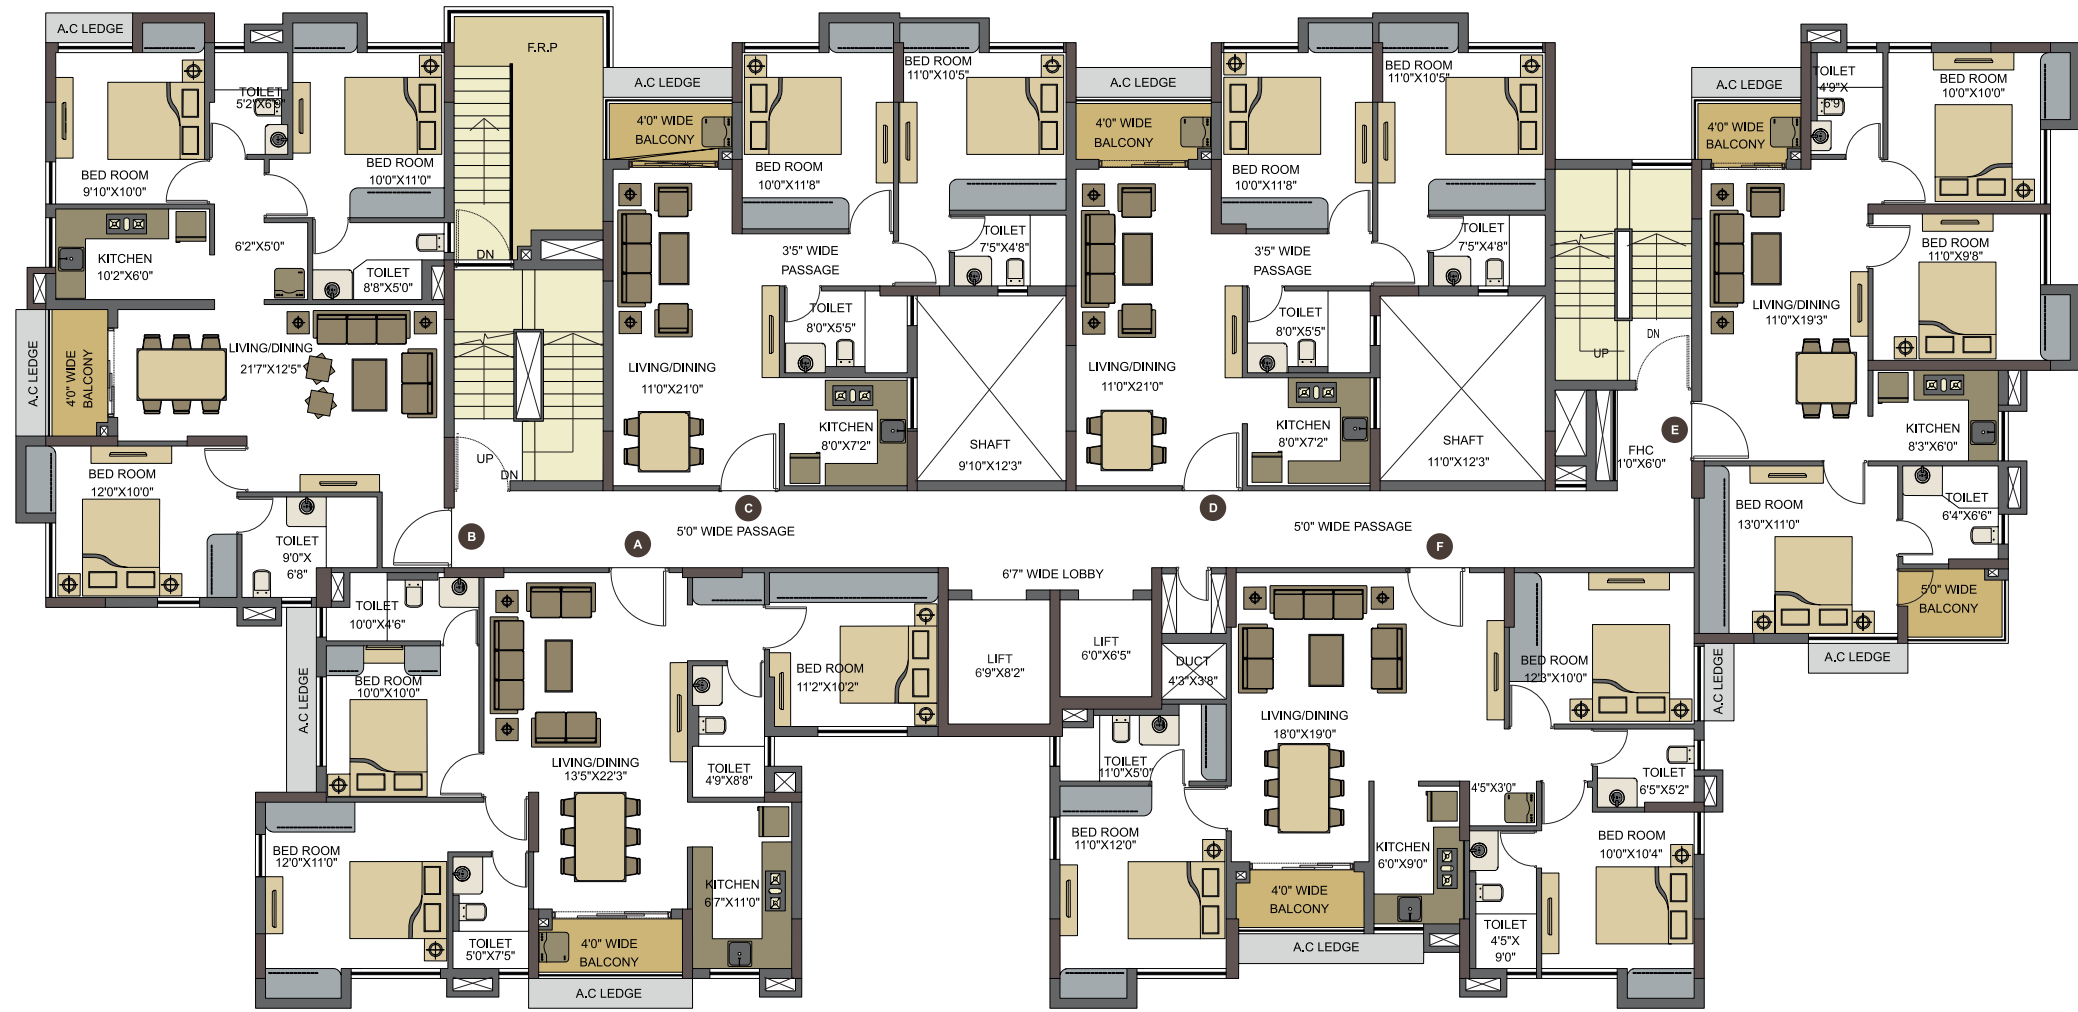 A.C LEDGE
F.R.P
BED ROOM
9'10"X10'0"
TOILET
5'2"X6'9"
BED ROOM
10'0"X11'0"
KITCHEN
10'2"X6'0"
6'2"X5'0"
TOILET
8'8"X5'0"
DN
A.C LEDGE
4'0" WIDE
BALCONY
LIVING/DINING
21'7"X12'5"
BED ROOM
12'0"X10'0"
TOILET
9'0"X
6'8"
UP
DN
B
A.C LEDGE
4'0" WIDE
BALCONY
BED ROOM
10'0"X11'8"
BED ROOM
11'0"X10'5"
3'5" WIDE
PASSAGE
TOILET
7'5"X4'8"
TOILET
8'0"X5'5"
LIVING/DINING
11'0"X21'0"
KITCHEN
8'0"X7'2"
SHAFT
9'10"X12'3"
C
A.C LEDGE
4'0" WIDE
BALCONY
BED ROOM
10'0"X11'8"
BED ROOM
11'0"X10'5"
3'5" WIDE
PASSAGE
TOILET
7'5"X4'8"
TOILET
8'0"X5'5"
LIVING/DINING
11'0"X21'0"
KITCHEN
8'0"X7'2"
SHAFT
11'0"X12'3"
D
UP
DN
FHC
1'0"X6'0"
E
A.C LEDGE
4'0" WIDE
BALCONY
TOILET
4'9"X
6'9"
BED ROOM
10'0"X10'0"
BED ROOM
11'0"X9'8"
LIVING/DINING
11'0"X19'3"
KITCHEN
8'3"X6'0"
BED ROOM
13'0"X11'0"
TOILET
6'4"X6'6"
5'0" WIDE
BALCONY
A.C LEDGE
5'0" WIDE PASSAGE
5'0" WIDE PASSAGE
A
F
6'7" WIDE LOBBY
LIFT
6'9"X8'2"
LIFT
6'0"X6'5"
DUCT
4'3"X3'8"
TOILET
10'0"X4'6"
A.C LEDGE
BED ROOM
10'0"X10'0"
BED ROOM
11'2"X10'2"
LIVING/DINING
13'5"X22'3"
TOILET
4'9"X8'8"
BED ROOM
12'0"X11'0"
TOILET
5'0"X7'5"
KITCHEN
6'7"X11'0"
4'0" WIDE
BALCONY
A.C LEDGE
BED ROOM
12'3"X10'0"
A.C LEDGE
LIVING/DINING
18'0"X19'0"
TOILET
11'0"X5'0"
TOILET
6'5"X5'2"
4'5"X3'0"
BED ROOM
11'0"X12'0"
KITCHEN
6'0"X9'0"
BED ROOM
10'0"X10'4"
4'0" WIDE
BALCONY
TOILET
4'5"X
9'0"
A.C LEDGE